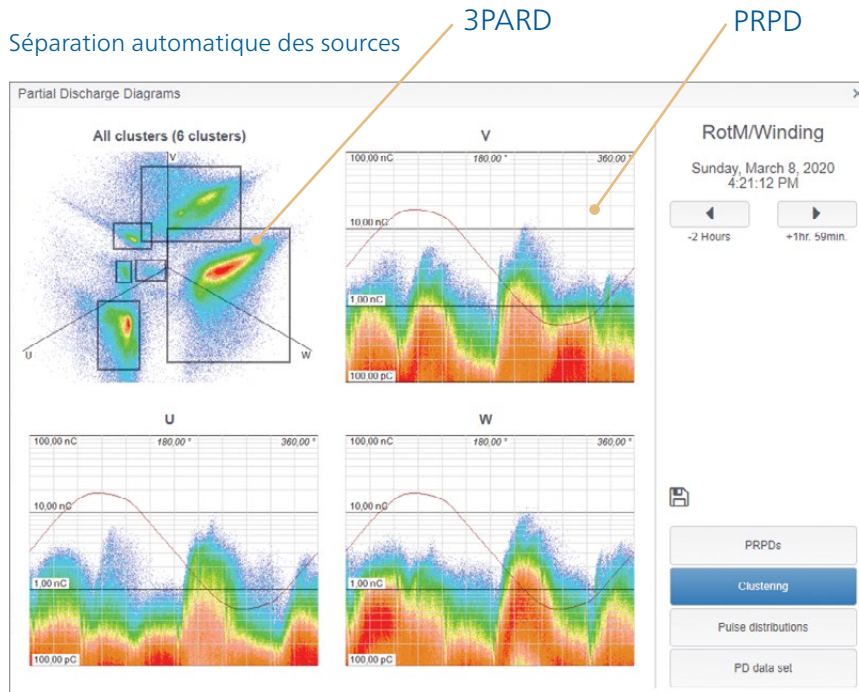 3PARD
PRPD
Séparation automatique des sources
Partial Discharge Diagrams
×
All clusters (6 clusters)
V
U
W
V
100,00 nC
180,00 °
360,00 °
10,00 nC
1,00 nC
100,00 pC
RotM/Winding
Sunday, March 8, 2020
4:21:12 PM
-2 Hours
+1hr. 59min.
U
100,00 nC
180,00 °
360,00 °
10,00 nC
1,00 nC
100,00 pC
W
100,00 nC
180,00 °
360,00 °
10,00 nC
1,00 nC
100,00 pC
PRPDs
Clustering
Pulse distributions
PD data set